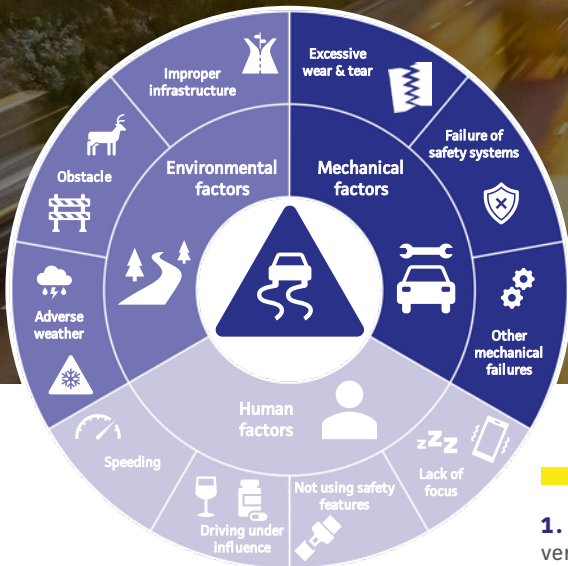 Improper
infrastructure
Excessive
wear & tear
Failure of
safety systems
Obstacle
Environmental
factors
Mechanical
factors
Adverse
weather
Other
mechanical
failures
Human
factors
Speeding
zzz
Lack of
focus
Not using safety
features
Driving under
influence
1.